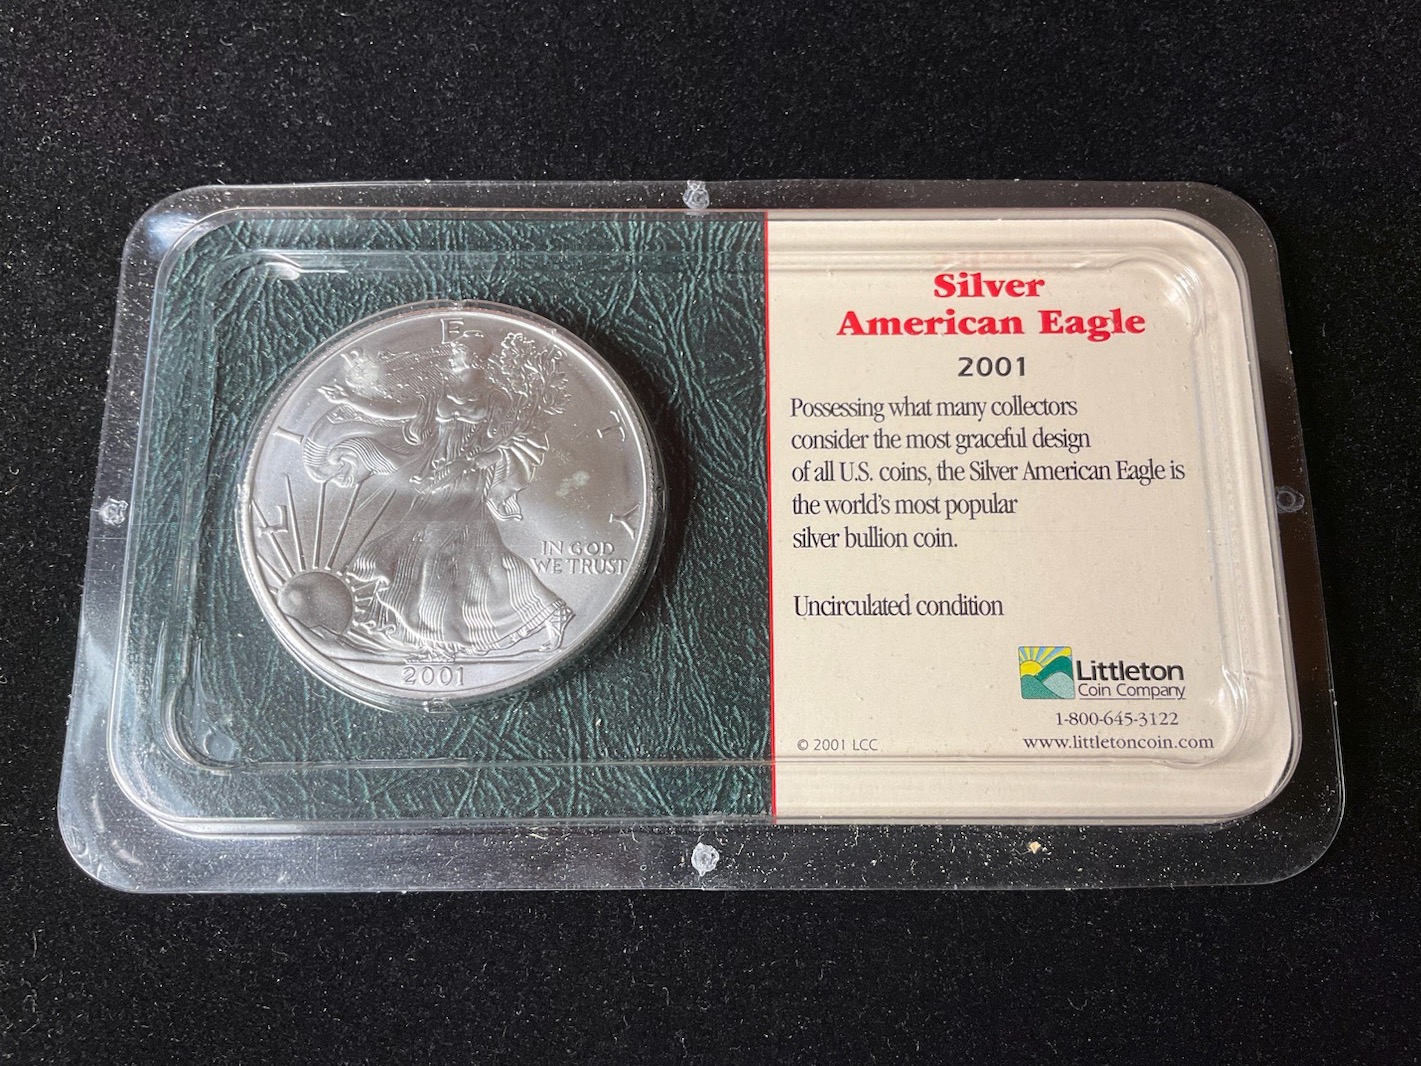 LIBERTY
IN GOD
WE TRUST
2001
Silver
American Eagle
2001
Possessing what many collectors
consider the most graceful design
of all U.S. coins, the Silver American Eagle is
the world's most popular
silver bullion coin.
Uncirculated condition
Littleton
Coin Company
1-800-645-3122
© 2001 LCC
www.littletoncoin.com